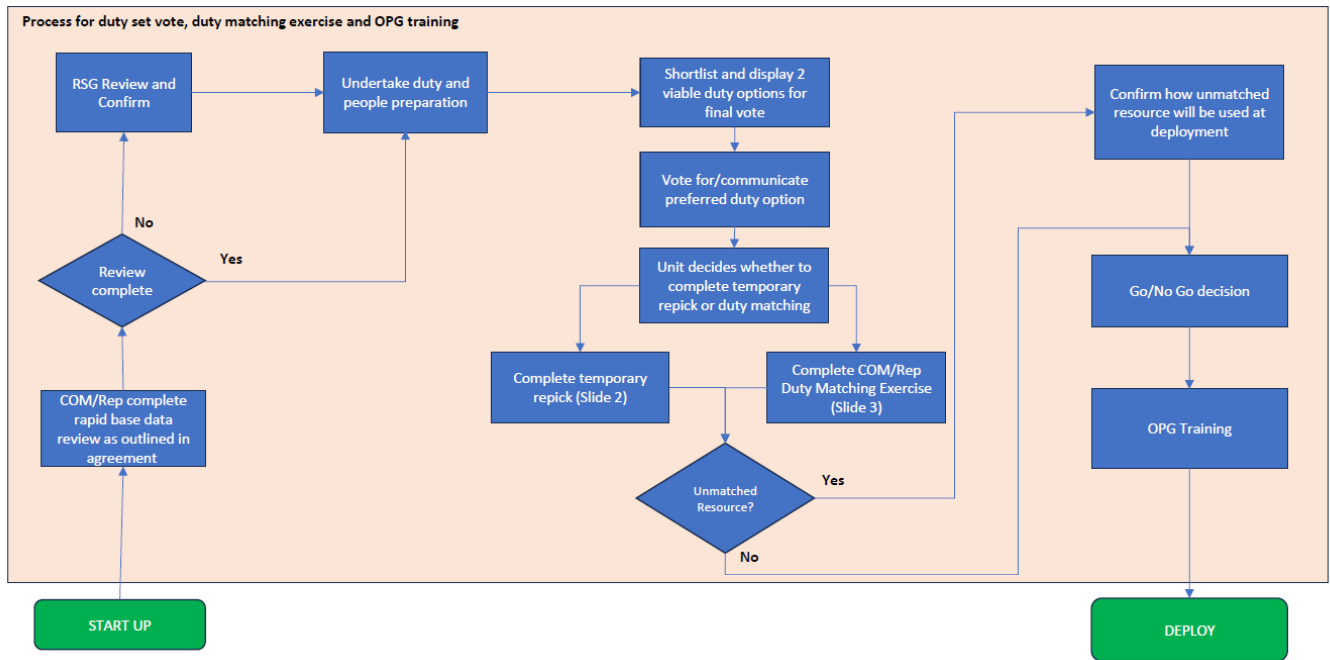 Process for duty set vote, duty matching exercise and OPG training
RSG Review and
Confirm
Undertake duty and
people preparation
Shortlist and display 2
viable duty options for
final vote
Confirm how unmatched
resource will be used at
deployment
Vote for/communicate
preferred duty option
No
Review
complete
Yes
Unit decides whether to
complete temporary
repick or duty matching
Go/No Go decision
Complete temporary
repick (Slide 2)
Complete COM/Rep
Duty Matching Exercise
(Slide 3)
COM/Rep complete
rapid base data
review as outlined in
agreement
OPG Training
Unmatched
Resource?
Yes
No
START UP
DEPLOY